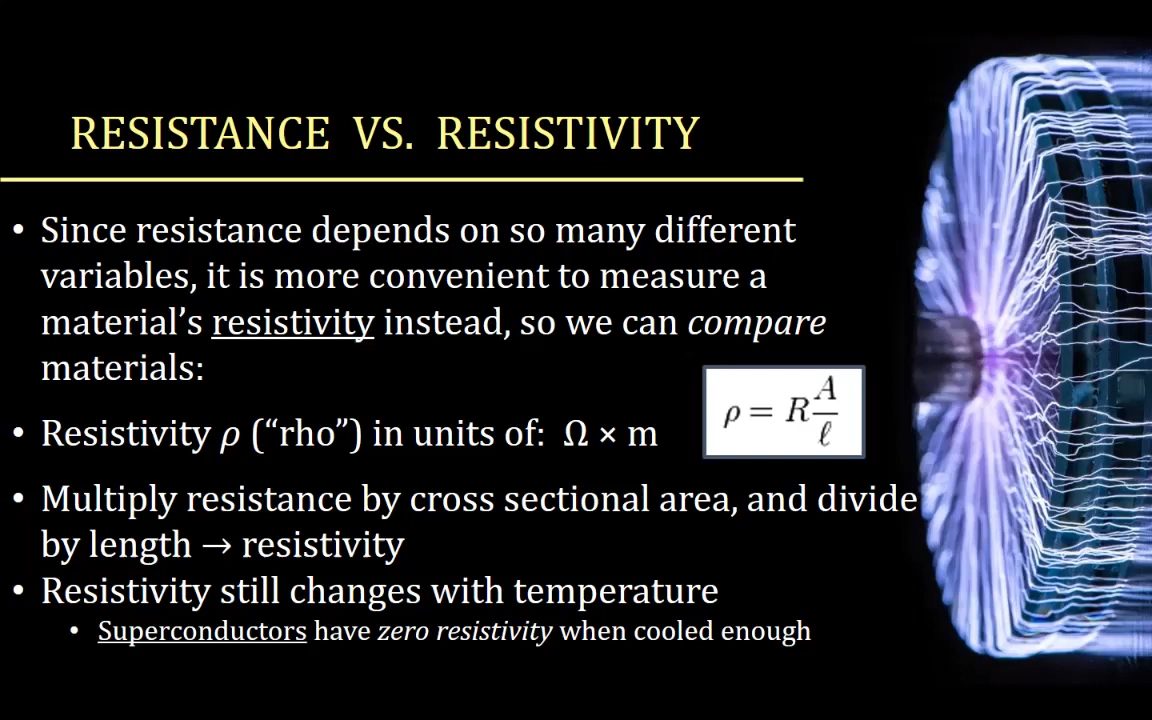 RESISTANCE VS. RESISTIVITY
• Since resistance depends on so many different
variables, it is more convenient to measure a
material’s resistivity instead, so we can compare
materials:
ρ = R A/ℓ
• Resistivity ρ (“rho”) in units of: Ω × m
• Multiply resistance by cross sectional area, and divide
by length → resistivity
• Resistivity still changes with temperature
• Superconductors have zero resistivity when cooled enough